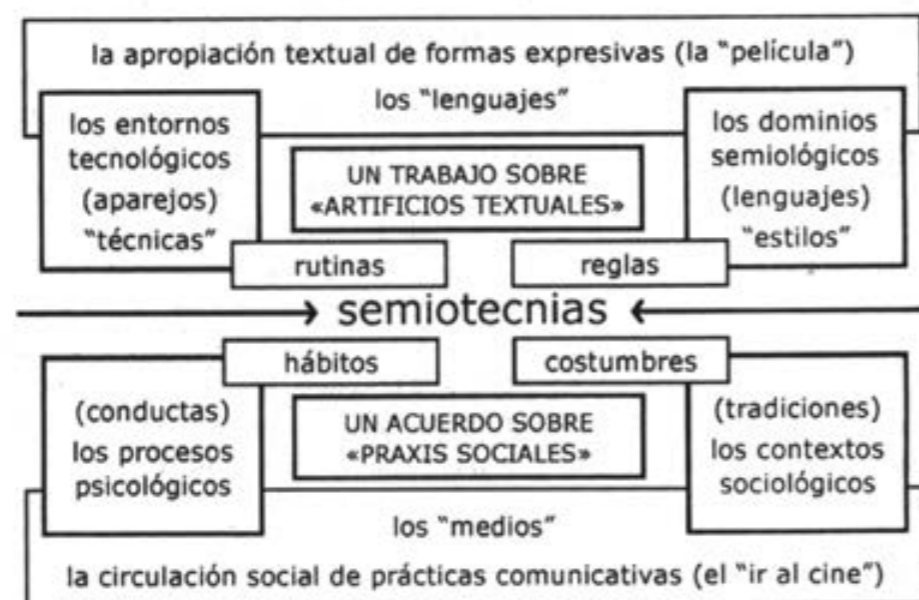 la apropiación textual de formas expresivas (la "película")
los "lenguajes"
los entornos
tecnológicos
(aparejos)
"técnicas"
UN TRABAJO SOBRE
«ARTIFICIOS TEXTUALES»
los dominios
semiológicos
(lenguajes)
"estilos"
rutinas
reglas
semiotecnias
hábitos
costumbres
(conductas)
los procesos
psicológicos
UN ACUERDO SOBRE
«PRAXIS SOCIALES»
(tradiciones)
los contextos
sociológicos
los "medios"
la circulación social de prácticas comunicativas (el "ir al cine")